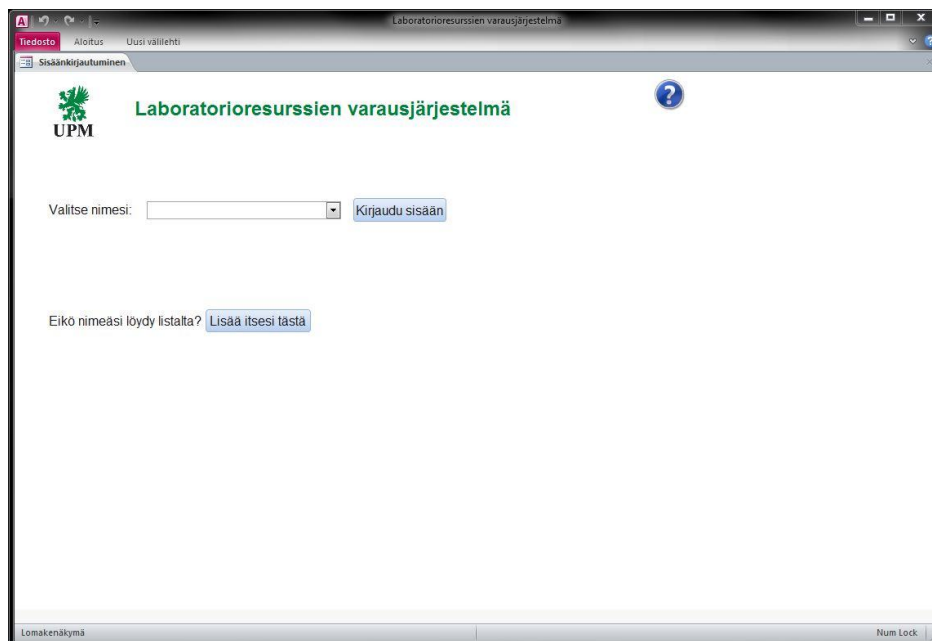 A
Laboratorioresurssien varausjärjestelmä
Tiedosto Aloitus Uusi välilehti
Sisäänkirjautuminen
UPM
Laboratorioresurssien varausjärjestelmä
?
Valitse nimesi: Kirjaudu sisään
Eikö nimeäsi löydy listalta? Lisää itsesi tästä
Lomakenäkymä Num Lock